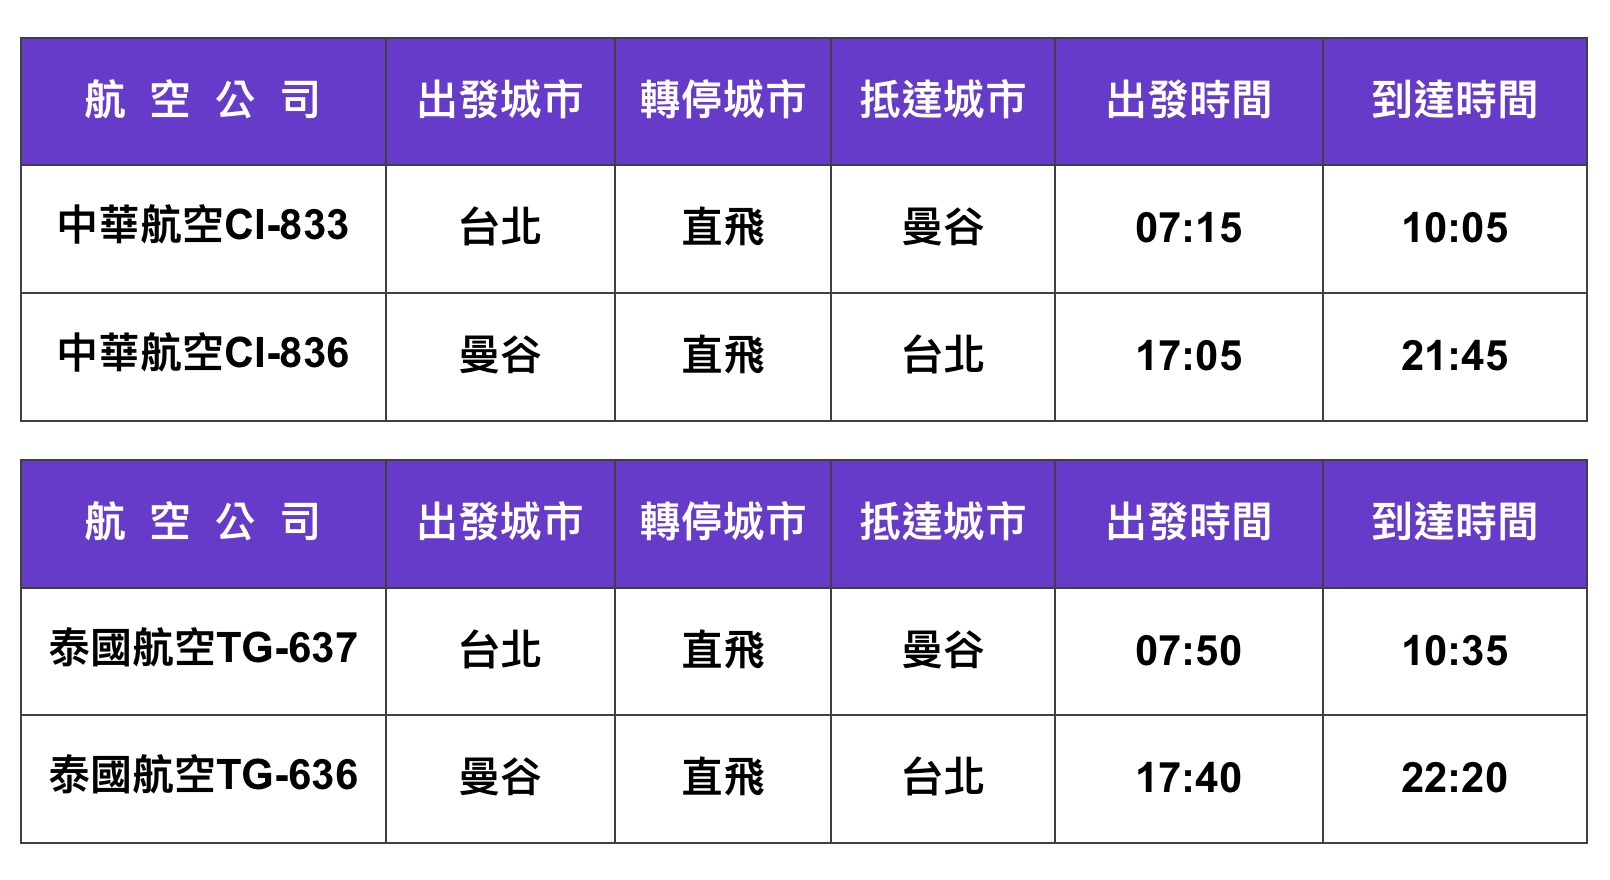 航空公司 出發城市 轉停城市 抵達城市 出發時間 到達時間
中華航空CI-833 台北 直飛 曼谷 07:15 10:05
中華航空CI-836 曼谷 直飛 台北 17:05 21:45
航空公司 出發城市 轉停城市 抵達城市 出發時間 到達時間
泰國航空TG-637 台北 直飛 曼谷 07:50 10:35
泰國航空TG-636 曼谷 直飛 台北 17:40 22:20